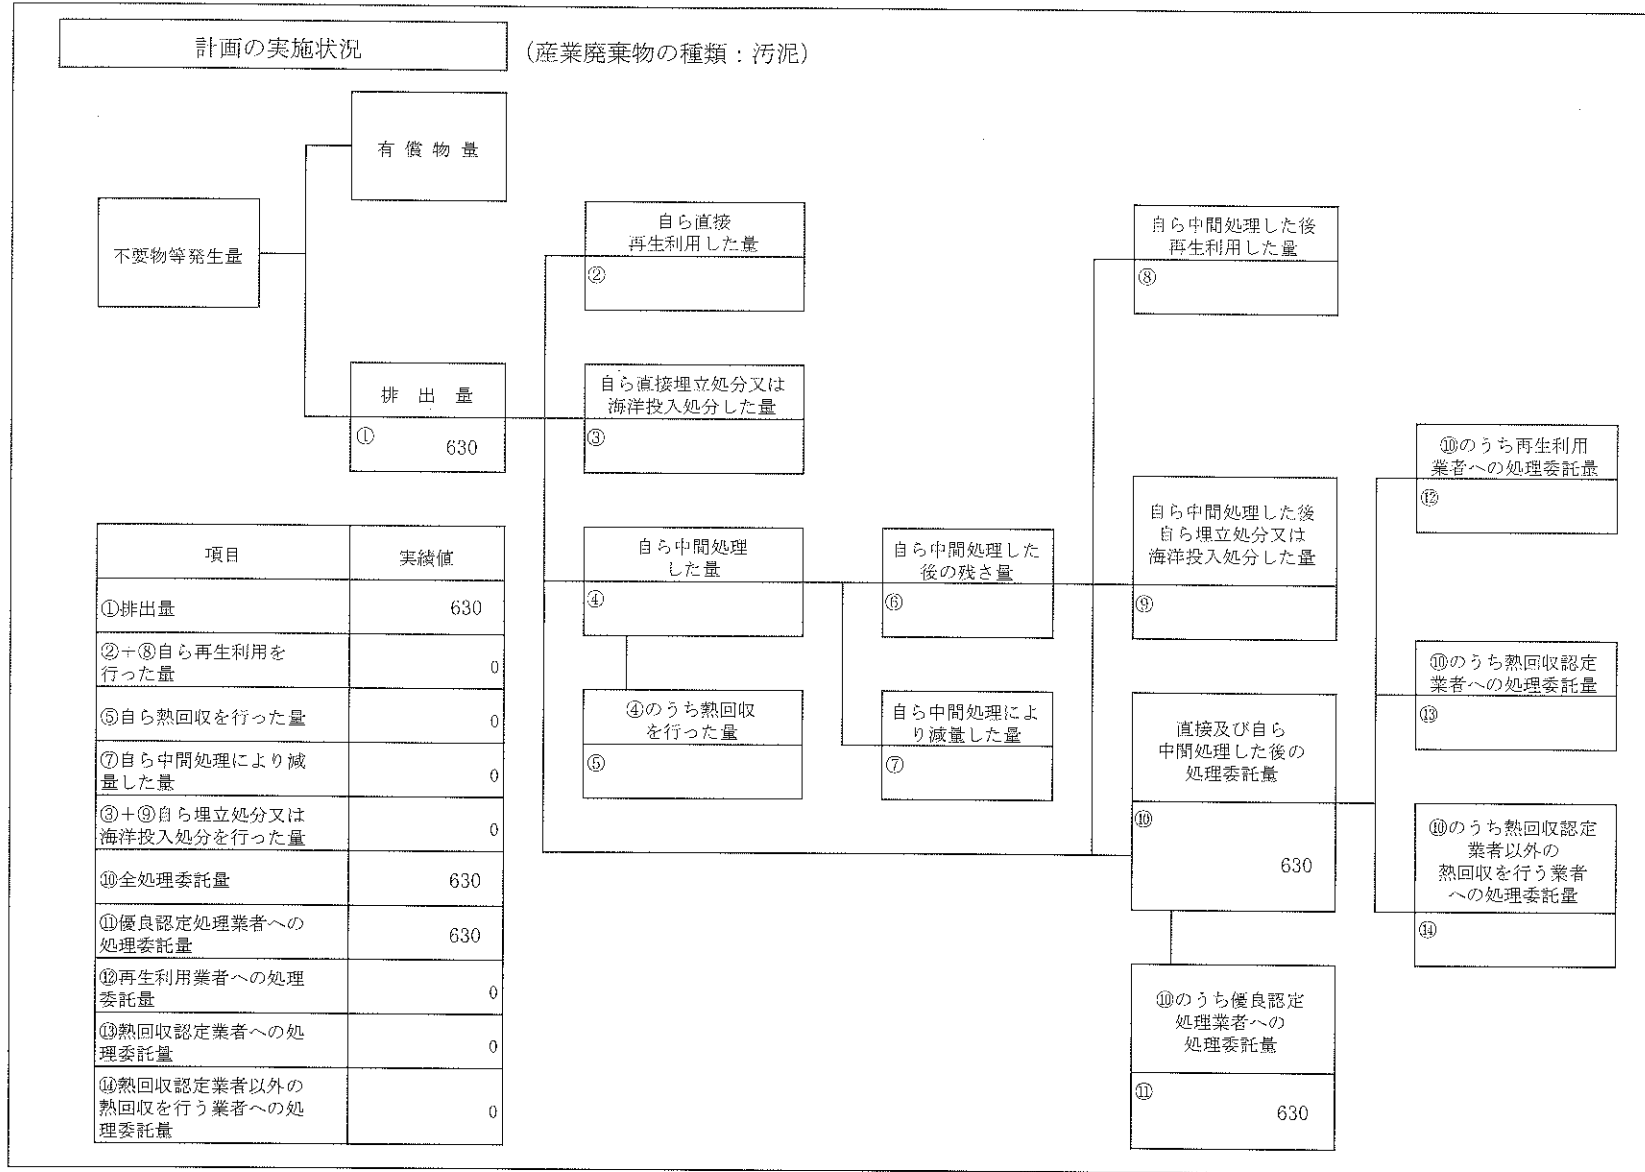 計画の実施状況
（産業廃棄物の種類：汚泥）
有償物量
不要物等発生量
自ら直接
再生利用した量
②
自ら中間処理した後
再生利用した量
⑧
排出量
①
630
自ら直接埋立処分又は
海洋投入処分した量
③
⑩のうち再生利用
業者への処理委託量
⑫
自ら中間処理
した量
④
自ら中間処理した
後の残さ量
⑥
自ら中間処理した後
自ら埋立処分又は
海洋投入処分した量
⑨
④のうち熱回収
を行った量
⑤
自ら中間処理によ
り減量した量
⑦
直接及び自ら
中間処理した後の
処理委託量
⑩
630
⑩のうち熱回収認定
業者への処理委託量
⑬
⑩のうち熱回収認定
業者以外の
熱回収を行う業者
への処理委託量
⑭
⑩のうち優良認定
処理業者への
処理委託量
⑪
630
項目 実績値
①排出量 630
②＋⑧自ら再生利用を
行った量 0
⑤自ら熱回収を行った量 0
⑦自ら中間処理により減
量した量 0
③＋⑨自ら埋立処分又は
海洋投入処分を行った量 0
⑩全処理委託量 630
⑪優良認定処理業者への
処理委託量 630
⑫再生利用業者への処理
委託量 0
⑬熱回収認定業者への処
理委託量 0
⑭熱回収認定業者以外の
熱回収を行う業者への処
理委託量 0